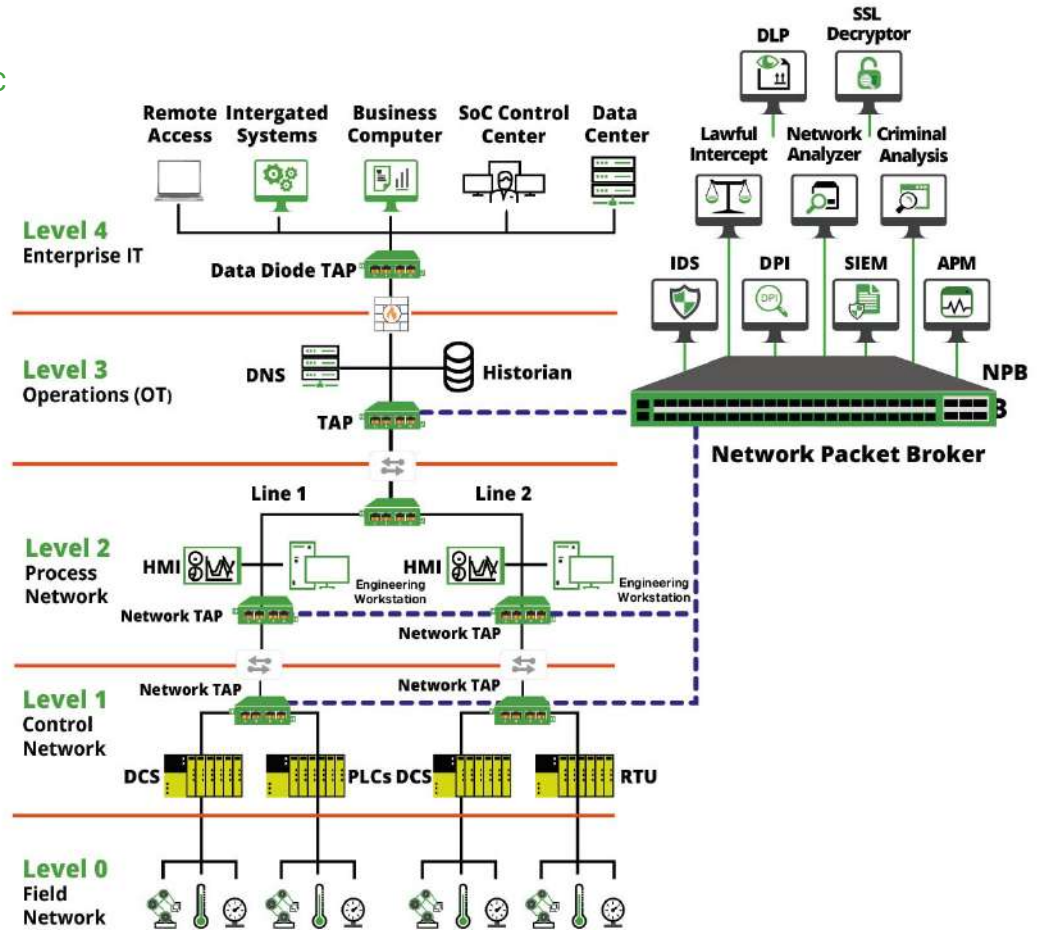 C
Remote
Access
Intergated
Systems
Business
Computer
SoC Control
Center
Data
Center
Level 4
Enterprise IT
Data Diode TAP
Level 3
Operations (OT)
DNS
Historian
TAP
Line 1
Line 2
Level 2
Process
Network
HMI
Engineering
Workstation
HMI
Engineering
Workstation
Network TAP
Network TAP
Level 1
Control
Network
Network TAP
Network TAP
DCS
PLCs
DCS
RTU
Level 0
Field
Network
DLP
SSL
Decryptor
Lawful
Intercept
Network
Analyzer
Criminal
Analysis
IDS
DPI
DPI
SIEM
APM
NPB
3
Network Packet Broker